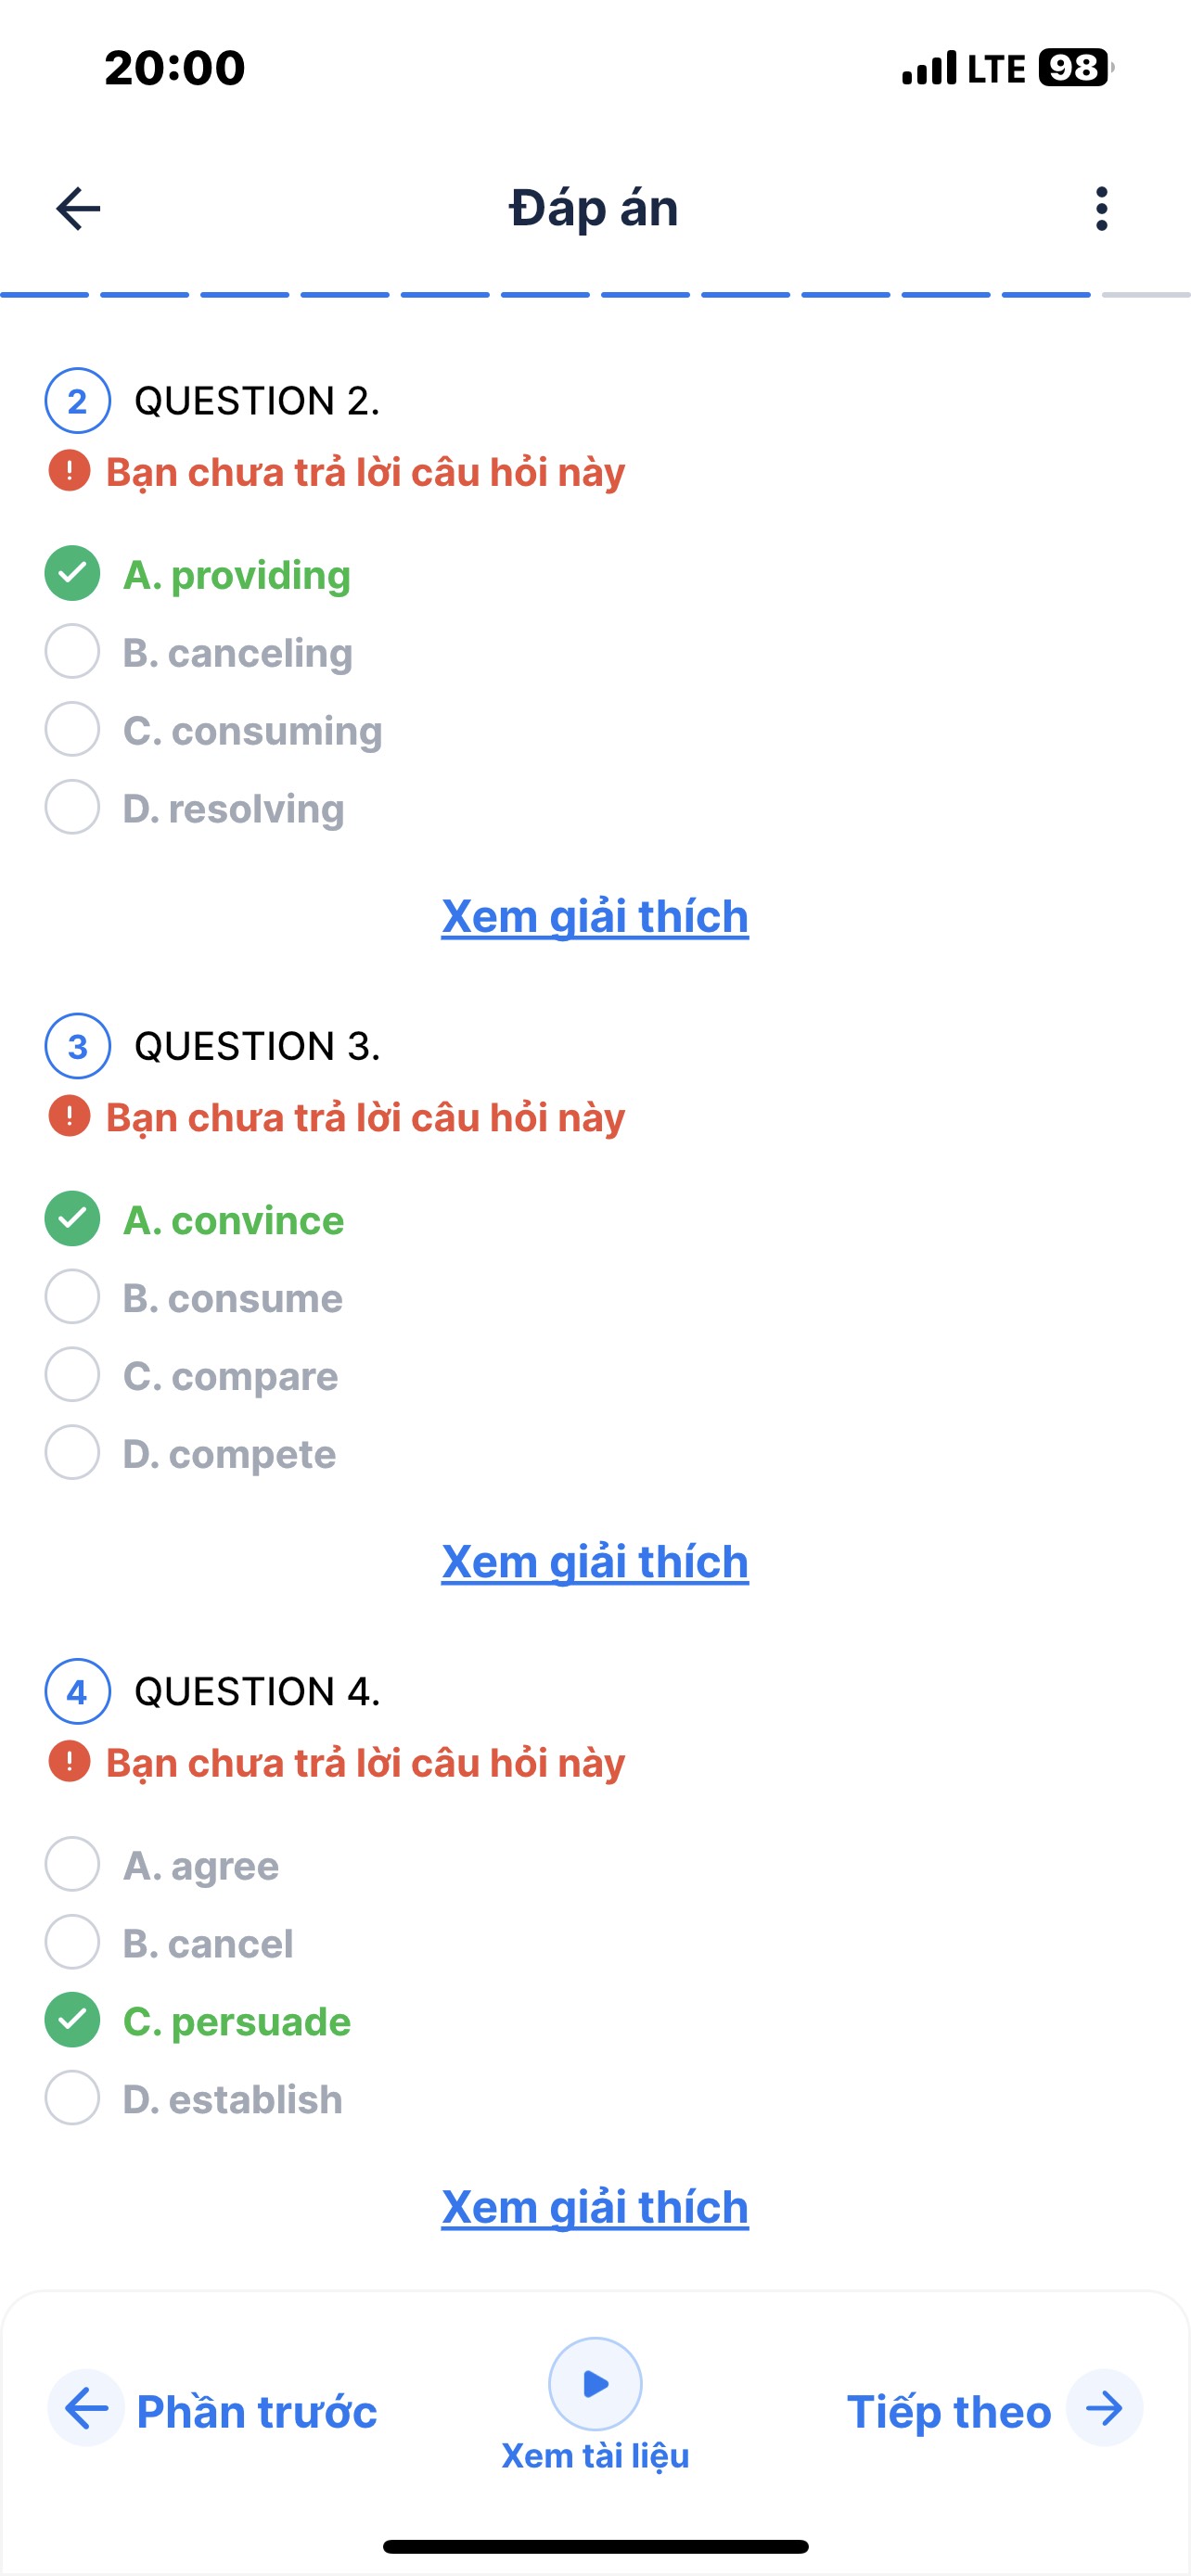 20:00
LTE 98
Đáp án
2 QUESTION 2.
! Bạn chưa trả lời câu hỏi này
A. providing
B. canceling
C. consuming
D. resolving
Xem giải thích
3 QUESTION 3.
! Bạn chưa trả lời câu hỏi này
A. convince
B. consume
C. compare
D. compete
Xem giải thích
4 QUESTION 4.
! Bạn chưa trả lời câu hỏi này
A. agree
B. cancel
C. persuade
D. establish
Xem giải thích
Phần trước
Xem tài liệu
Tiếp theo